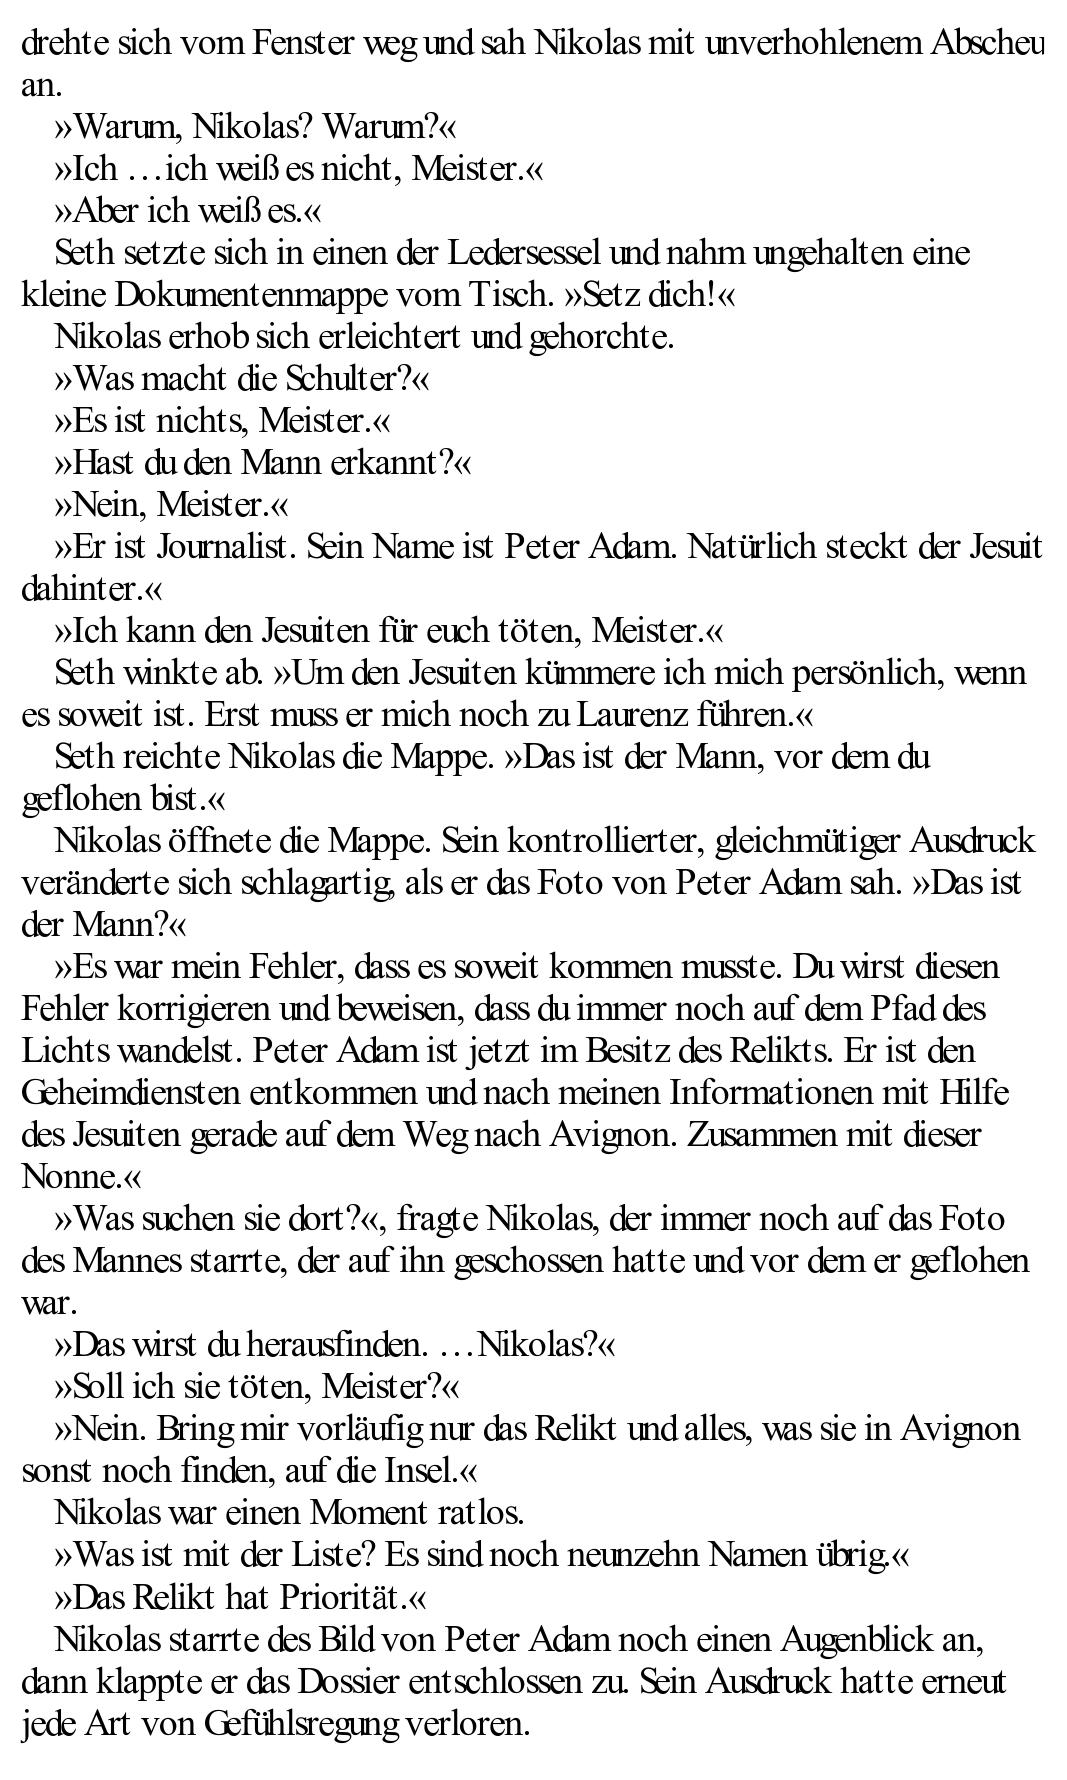 drehte sich vom Fenster weg und sah Nikolas mit unverhohlenem Abscheu
an.
»Warum, Nikolas? Warum?«
»Ich …ich weiß es nicht, Meister.«
»Aber ich weiß es.«
Seth setzte sich in einen der Ledersessel und nahm ungehalten eine
kleine Dokumentenmappe vom Tisch. »Setz dich!«
Nikolas erhob sich erleichtert und gehorchte.
»Was macht die Schulter?«
»Es ist nichts, Meister.«
»Hast du den Mann erkannt?«
»Nein, Meister.«
»Er ist Journalist. Sein Name ist Peter Adam. Natürlich steckt der Jesuit
dahinter.«
»Ich kann den Jesuiten für euch töten, Meister.«
Seth winkte ab. »Um den Jesuiten kümmere ich mich persönlich, wenn
es soweit ist. Erst muss er mich noch zu Laurenz führen.«
Seth reichte Nikolas die Mappe. »Das ist der Mann, vor dem du
geflohen bist.«
Nikolas öffnete die Mappe. Sein kontrollierter, gleichmütiger Ausdruck
veränderte sich schlagartig, als er das Foto von Peter Adam sah. »Das ist
der Mann?«
»Es war mein Fehler, dass es soweit kommen musste. Du wirst diesen
Fehler korrigieren und beweisen, dass du immer noch auf dem Pfad des
Lichts wandelst. Peter Adam ist jetzt im Besitz des Relikts. Er ist den
Geheimdiensten entkommen und nach meinen Informationen mit Hilfe
des Jesuiten gerade auf dem Weg nach Avignon. Zusammen mit dieser
Nonne.«
»Was suchen sie dort?«, fragte Nikolas, der immer noch auf das Foto
des Mannes starrte, der auf ihn geschossen hatte und vor dem er geflohen
war.
»Das wirst du herausfinden. …Nikolas?«
»Soll ich sie töten, Meister?«
»Nein. Bring mir vorläufig nur das Relikt und alles, was sie in Avignon
sonst noch finden, auf die Insel.«
Nikolas war einen Moment ratlos.
»Was ist mit der Liste? Es sind noch neunzehn Namen übrig.«
»Das Relikt hat Priorität.«
Nikolas starrte des Bild von Peter Adam noch einen Augenblick an,
dann klappte er das Dossier entschlossen zu. Sein Ausdruck hatte erneut
jede Art von Gefühlsregung verloren.